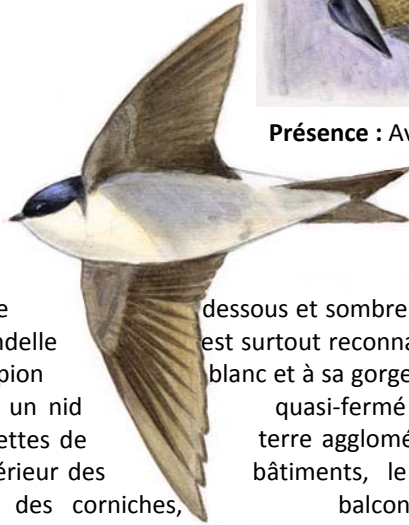 Présence : Av
e dessous et sombre
ndelle est surtout reconna
pion blanc et à sa gorge
un nid quasi-fermé
ettes de terre agglomé
érieur des bâtiments, le
des corniches, balcon